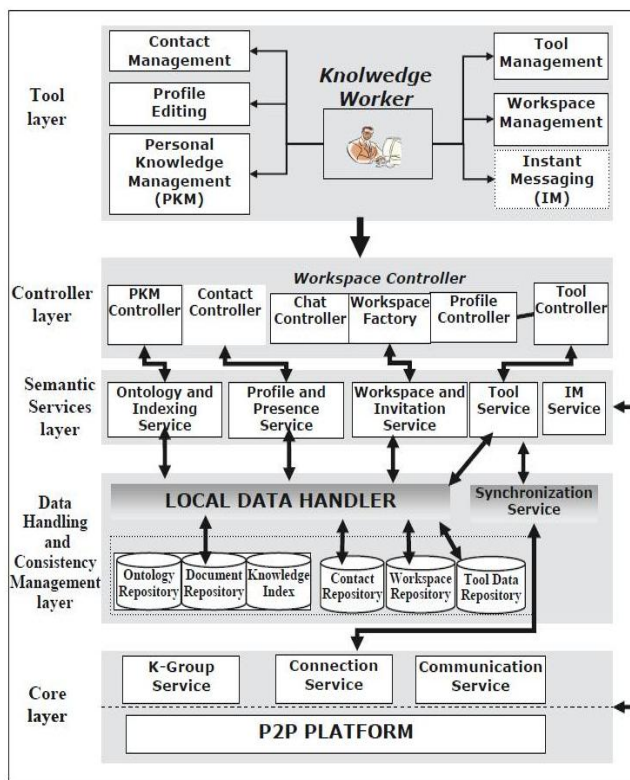 Tool
layer
Contact
Management
Profile
Editing
Personal
Knowledge
Management
(PKM)
Knolwedge
Worker
Tool
Management
Workspace
Management
Instant
Messaging
(IM)
Controller
layer
Workspace Controller
PKM
Controller
Contact
Controller
Chat
Controller
Workspace
Factory
Profile
Controller
Tool
Controller
Semantic
Services
layer
Ontology and
Indexing
Service
Profile and
Presence
Service
Workspace and
Invitation
Service
Tool
Service
IM
Service
Data
Handling and
Consistency
Management
layer
LOCAL DATA HANDLER
Synchronization
Service
Ontology
Repository
Document
Repository
Knowledge
Index
Contact
Repository
Workspace
Repository
Tool Data
Repository
Core
layer
K-Group
Service
Connection
Service
Communication
Service
P2P PLATFORM